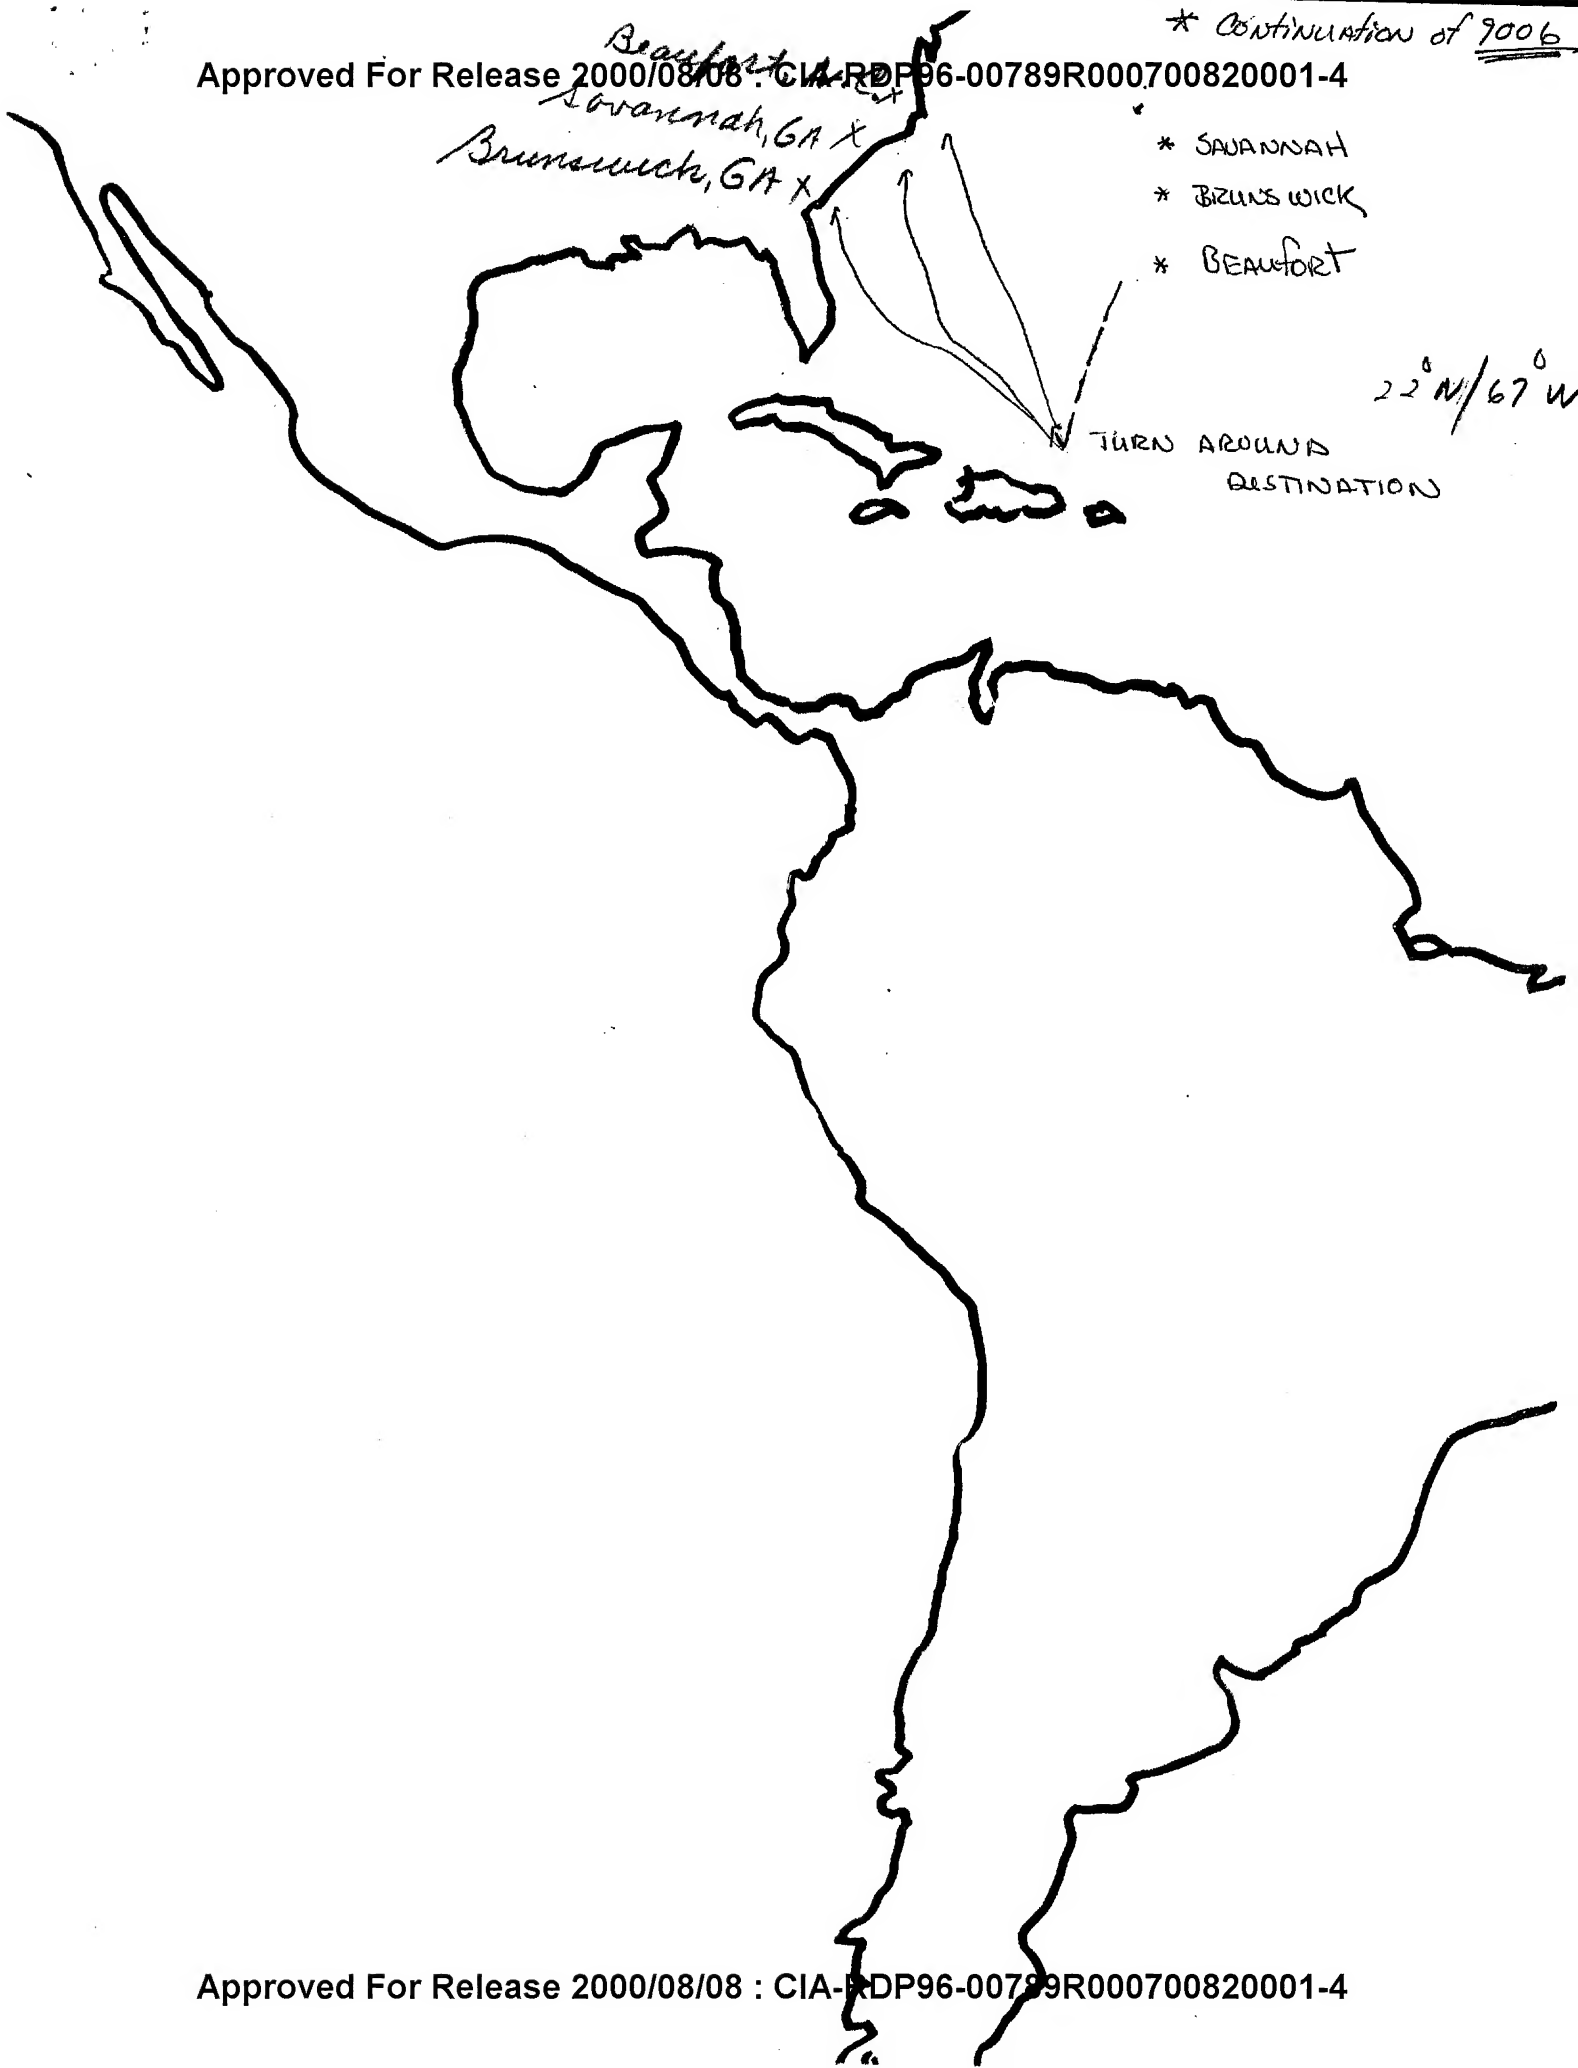 * Continuation of 9006
Beaufort,
Approved For Release 2000/08/08 : CIA-RDP96-00789R000700820001-4
Savannah, GA X
Brunswick, GA X
* SAVANNAH
* BRUNSWICK
* BEAUFORT
22° N/67° W
TURN AROUND
DESTINATION
Approved For Release 2000/08/08 : CIA-RDP96-00789R000700820001-4